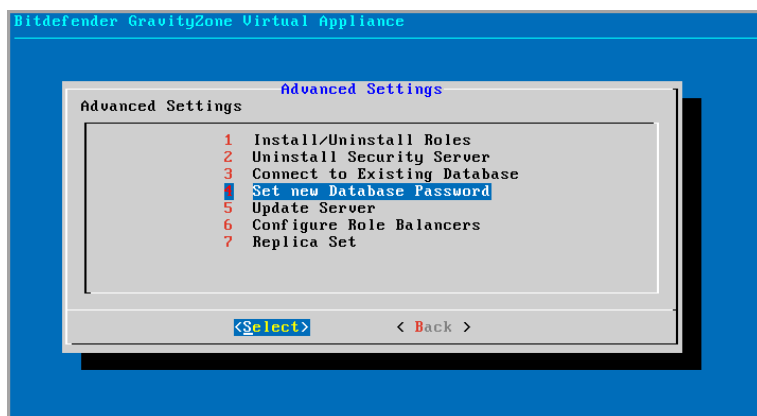 Bitdefender GravityZone Virtual Appliance
Advanced Settings
Advanced Settings
1 Install/Uninstall Roles
2 Uninstall Security Server
3 Connect to Existing Database
4 Set new Database Password
5 Update Server
6 Configure Role Balancers
7 Replica Set
<Select> < Back >